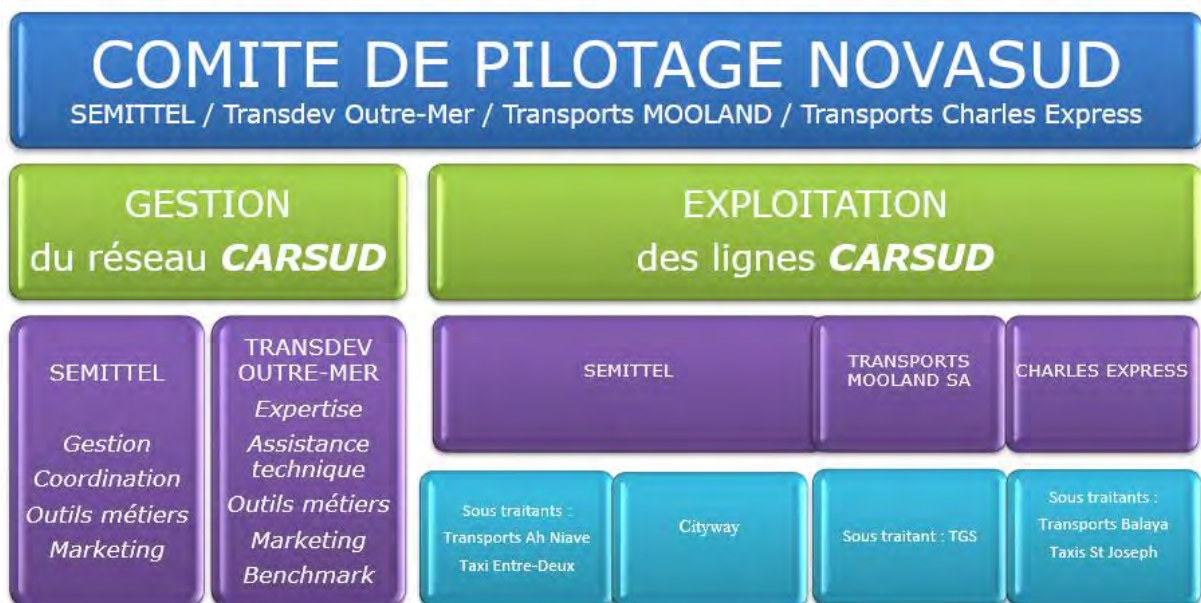 COMITE DE PILOTAGE NOVASUD
SEMITTEL / Transdev Outre-Mer / Transports MOOLAND / Transports Charles Express
GESTION
du réseau CARSUD
EXPLOITATION
des lignes CARSUD
SEMITTEL
Gestion
Coordination
Outils métiers
Marketing
TRANSDEV
OUTRE-MER
Expertise
Assistance
technique
Outils métiers
Marketing
Benchmark
SEMITTEL
TRANSPORTS
MOOLAND SA
CHARLES EXPRESS
Sous traitants :
Transports Ah Niave
Taxi Entre-Deux
Cityway
Sous traitant : TGS
Sous traitants :
Transports Balaya
Taxis St Joseph